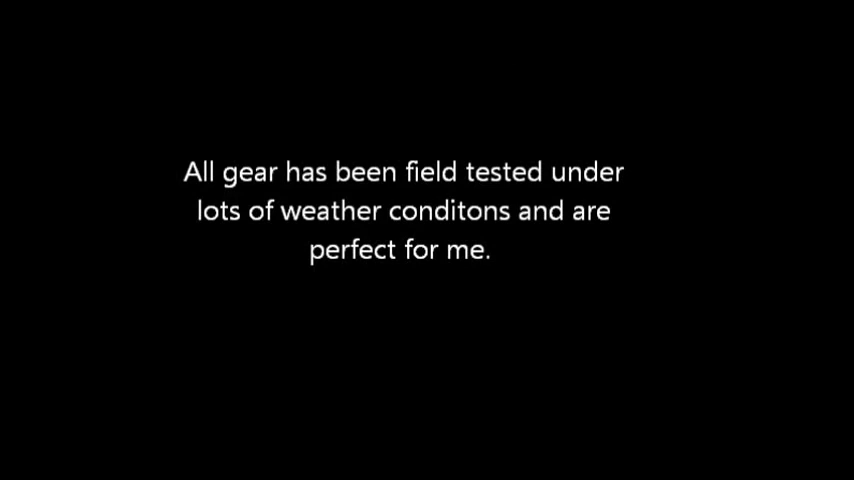 All gear has been field tested under
lots of weather conditons and are
perfect for me.